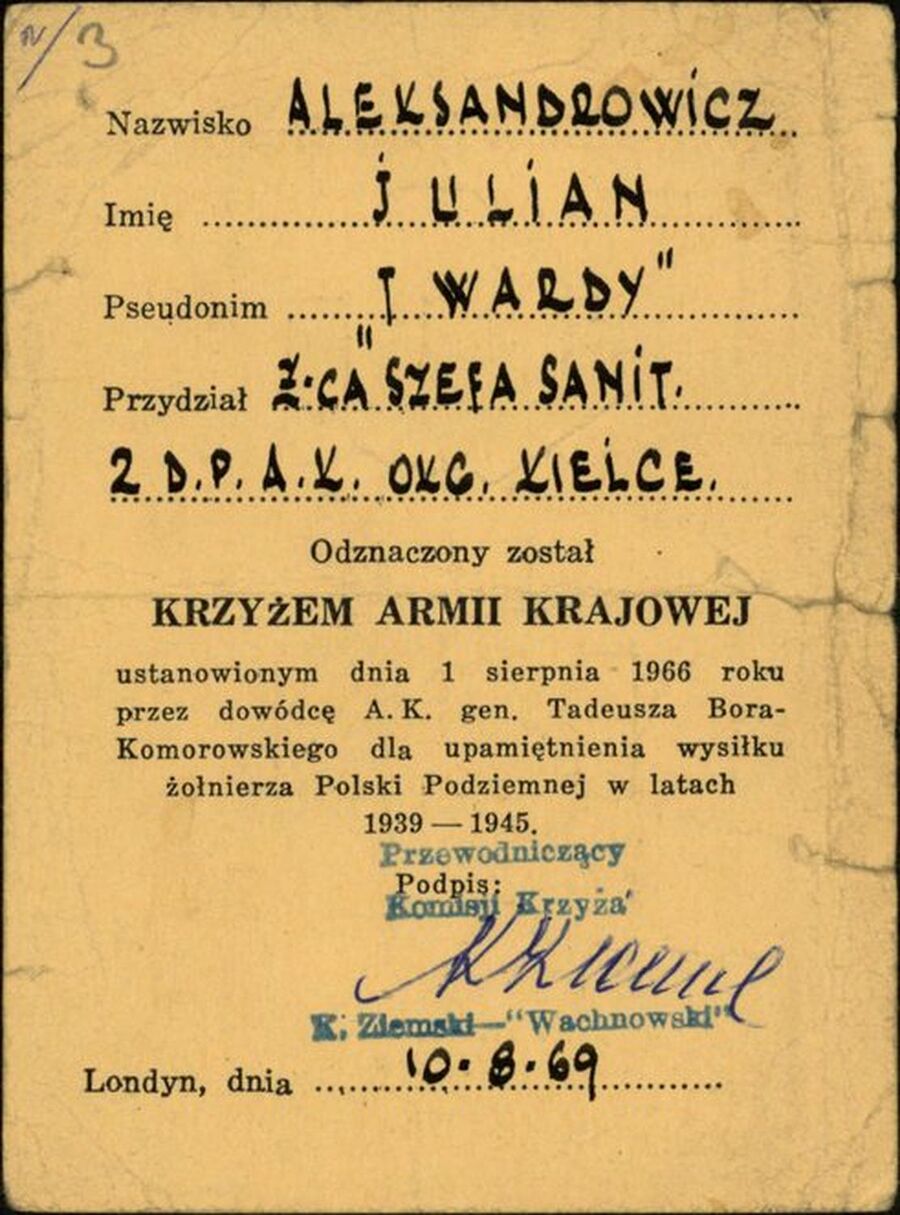 3
Nazwisko ALEKSANDROWICZ
Imię JULIAN
Pseudonim "TWARDY"
Przydział Z-CA SZEFA SANIT.
2 D.P. A.K. OKG. KIELCE.
Odznaczony został
KRZYŻEM ARMII KRAJOWEJ
ustanowionym dnia 1 sierpnia 1966 roku
przez dowódcę A. K. gen. Tadeusza Bora-
Komorowskiego dla upamiętnienia wysiłku
żołnierza Polski Podziemnej w latach
1939 — 1945.
Przewodniczący
Podpis:
Komisji Krzyża
K. Ziemski—"Wachnowski"
Londyn, dnia 10·8·69